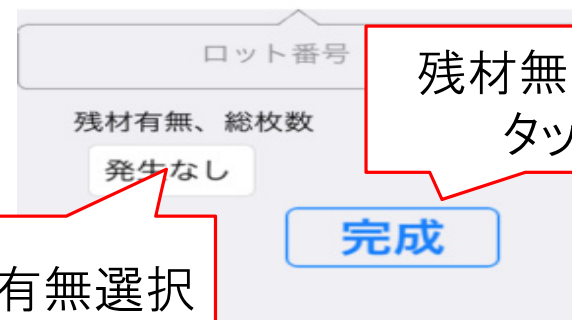 ロット番号
残材無
タッ
残材有無、総枚数
発生なし
完成
有無選択